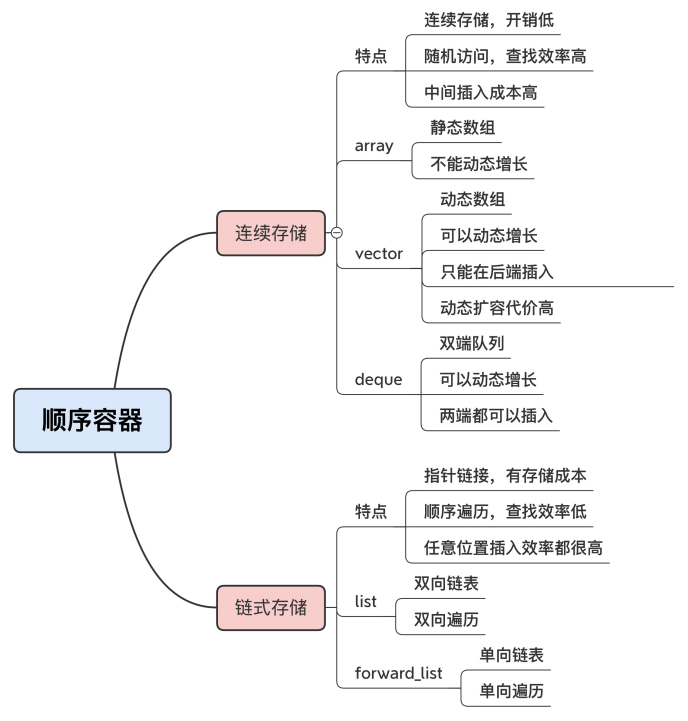 顺序容器
连续存储
特点
连续存储，开销低
随机访问，查找效率高
中间插入成本高
array
静态数组
不能动态增长
vector
动态数组
可以动态增长
只能在后端插入
动态扩容代价高
deque
双端队列
可以动态增长
两端都可以插入
链式存储
特点
指针链接，有存储成本
顺序遍历，查找效率低
任意位置插入效率都很高
list
双向链表
双向遍历
forward_list
单向链表
单向遍历